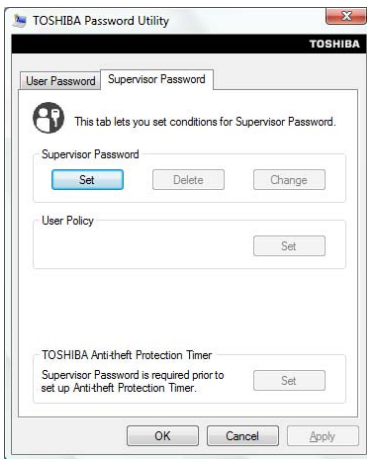 TOSHIBA Password Utility
TOSHIBA
User Password Supervisor Password
This tab lets you set conditions for Supervisor Password.
Supervisor Password
Set Delete Change
User Policy
Set
TOSHIBA Anti-theft Protection Timer
Supervisor Password is required prior to
set up Anti-theft Protection Timer.
Set
OK Cancel Apply